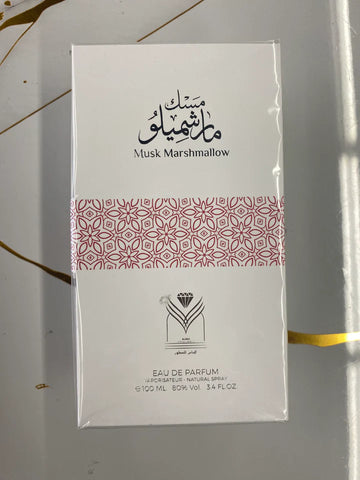 مسك
مارشميلو
Musk Marshmallow
EAU DE PARFUM
VAPORISATEUR - NATURAL SPRAY
℮100 ML 80% Vol 3.4 FL.OZ.